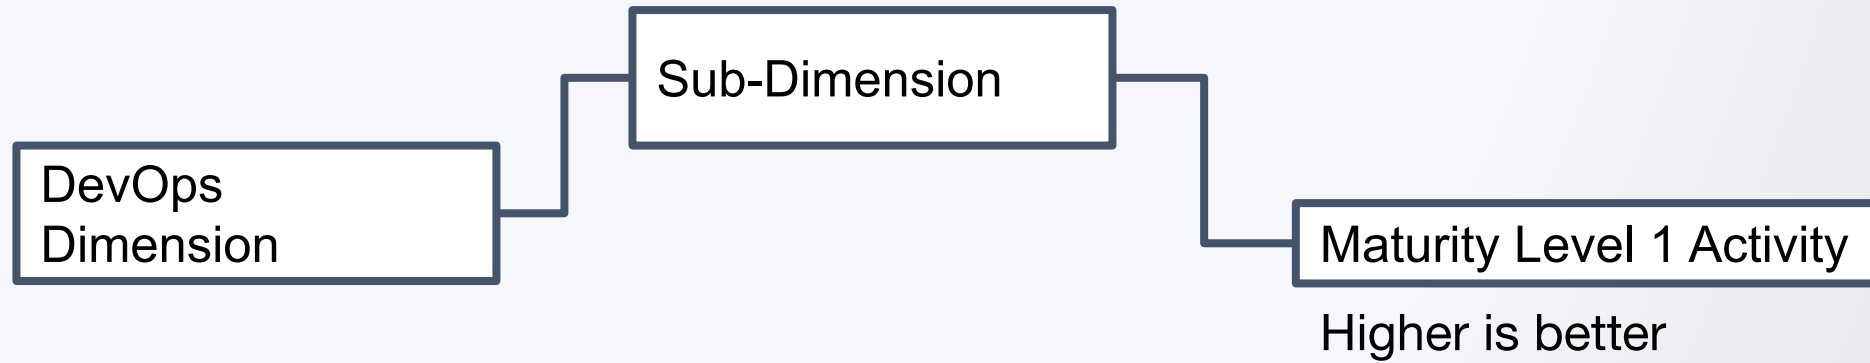 DevOps
Dimension
Sub-Dimension
Maturity Level 1 Activity
Higher is better